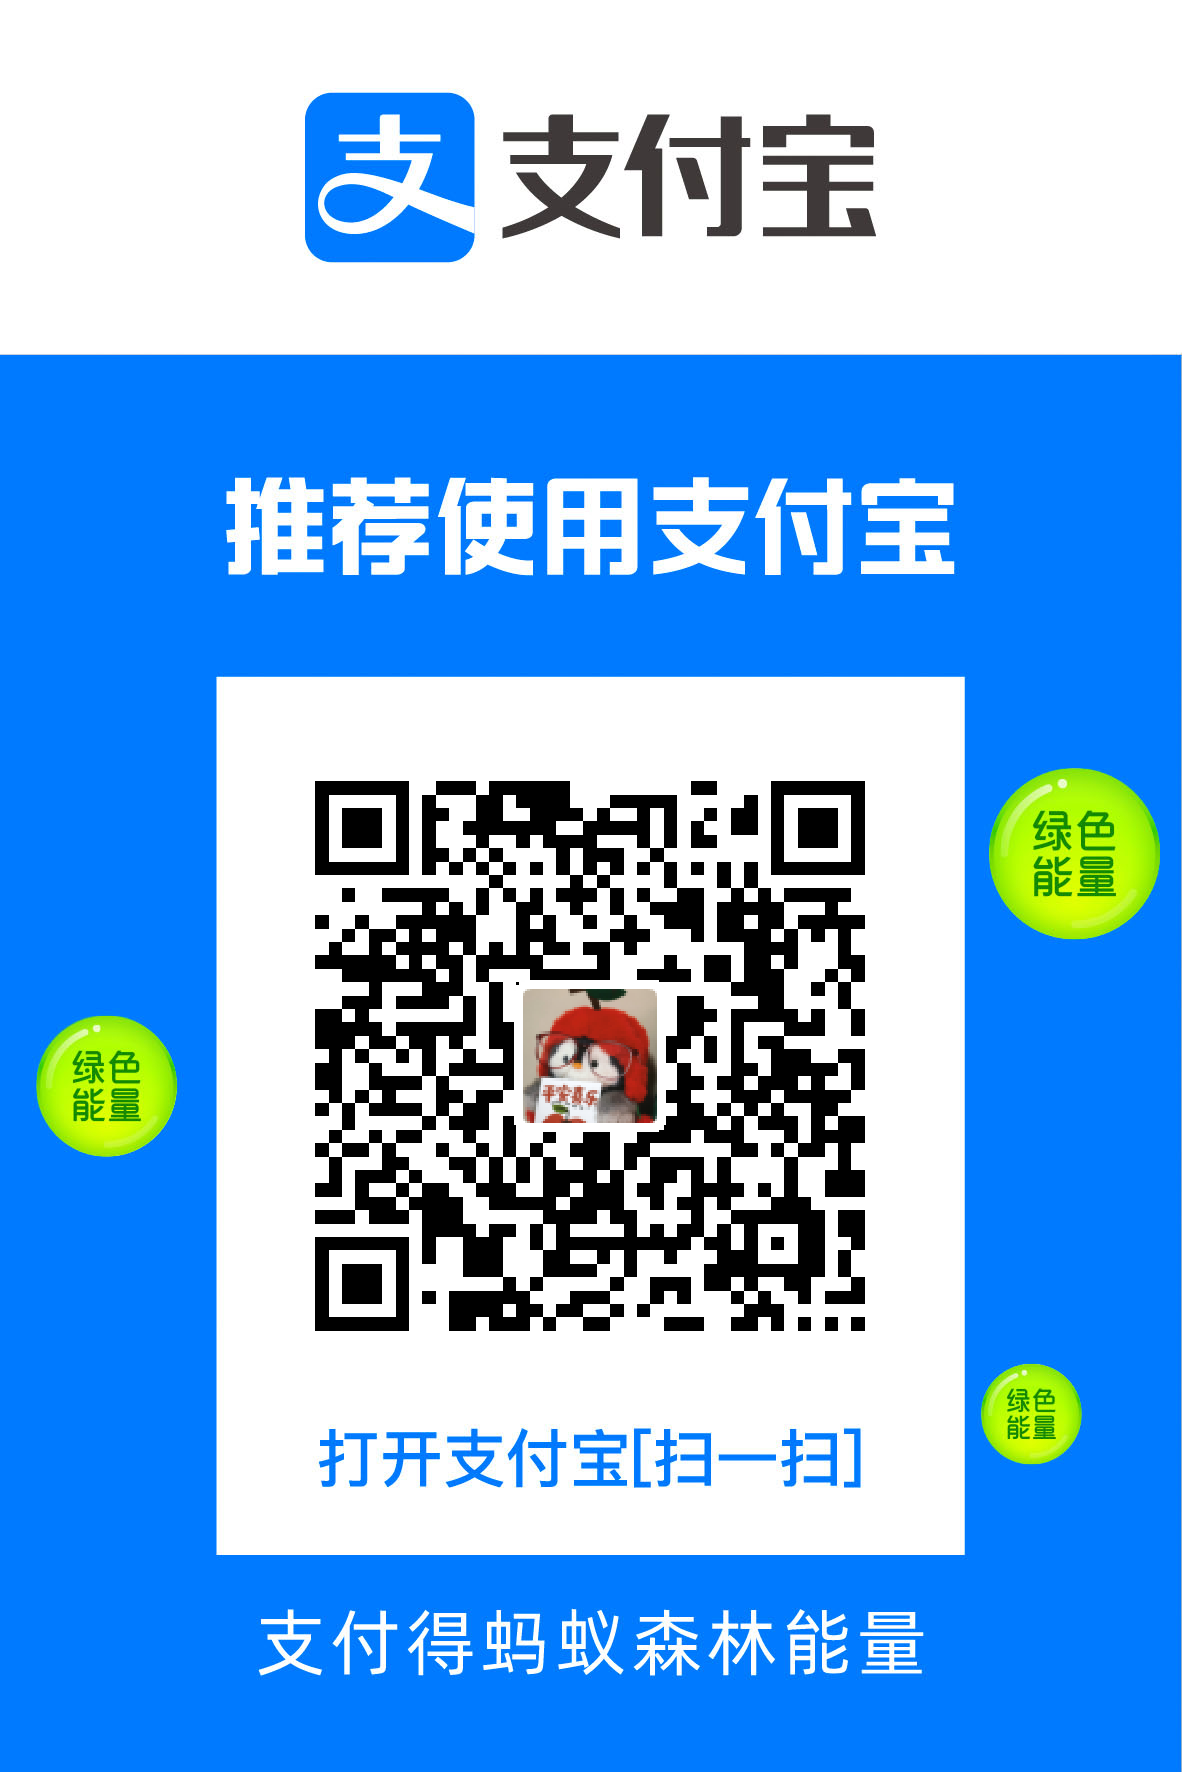 支 支付宝
推荐使用支付宝
绿色
能量
绿色
能量
平安喜乐
绿色
能量
打开支付宝[扫一扫]
支付得蚂蚁森林能量